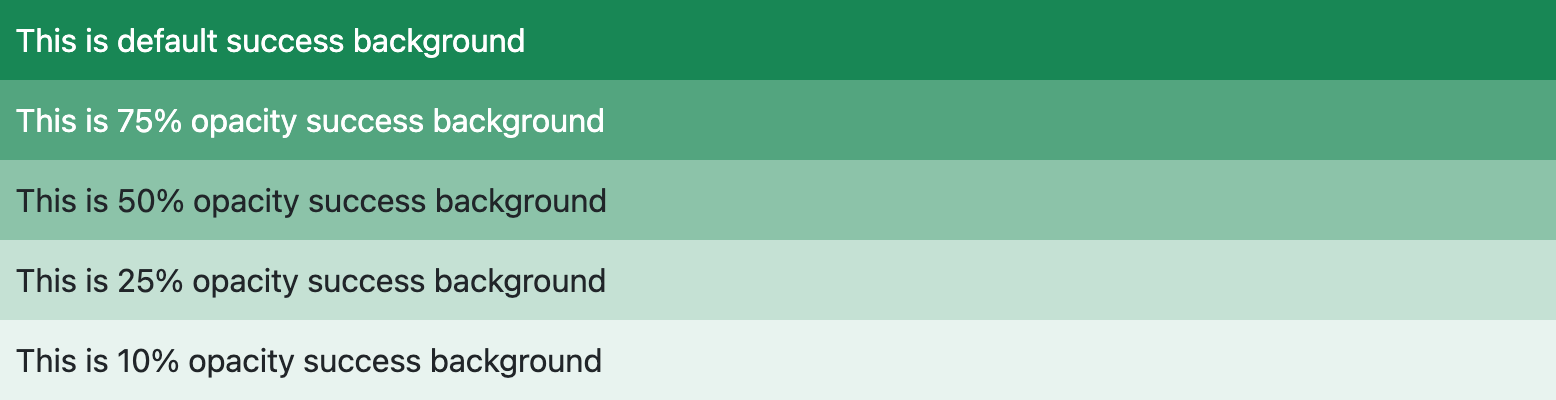 This is default success background
This is 75% opacity success background
This is 50% opacity success background
This is 25% opacity success background
This is 10% opacity success background